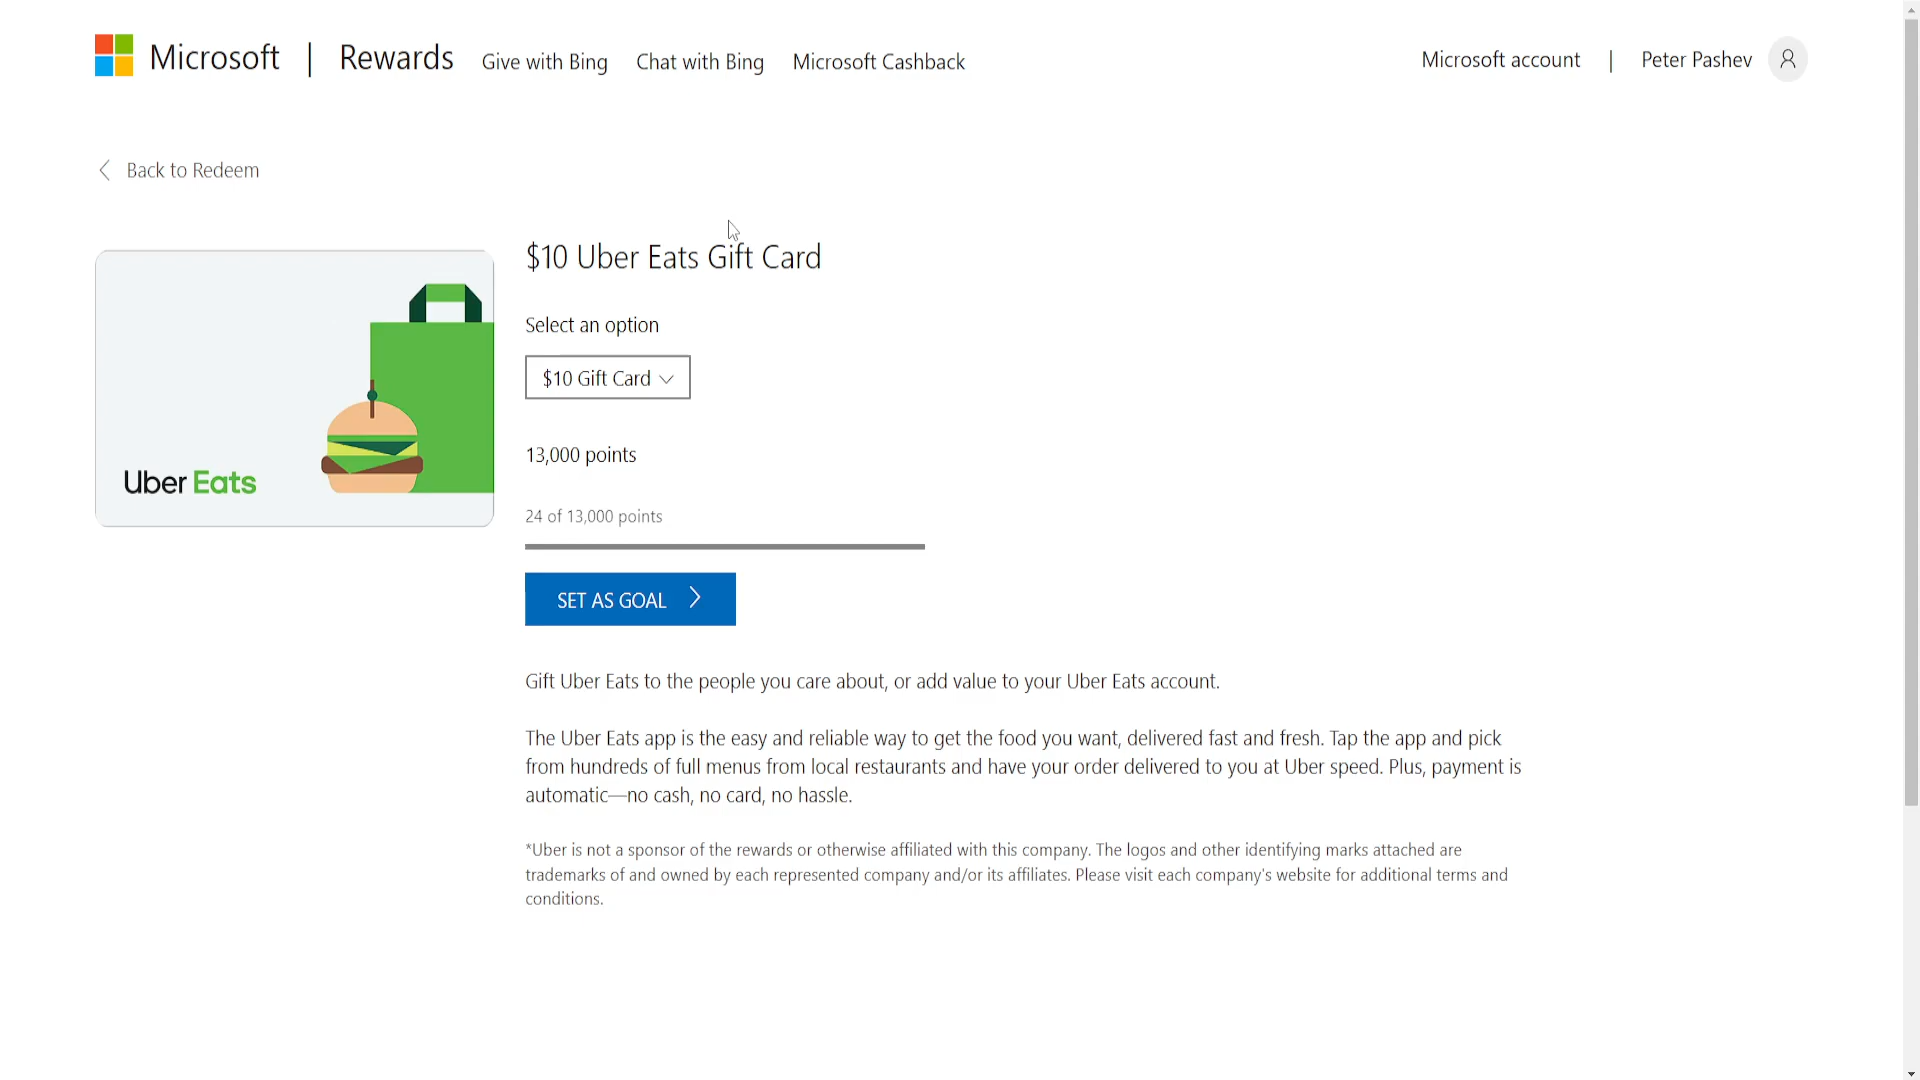 Microsoft | Rewards Give with Bing Chat with Bing Microsoft Cashback Microsoft account | Peter Pashev
Back to Redeem
$10 Uber Eats Gift Card
Select an option
$10 Gift Card
13,000 points
Uber Eats
24 of 13,000 points
SET AS GOAL
Gift Uber Eats to the people you care about, or add value to your Uber Eats account.
The Uber Eats app is the easy and reliable way to get the food you want, delivered fast and fresh. Tap the app and pick
from hundreds of full menus from local restaurants and have your order delivered to you at Uber speed. Plus, payment is
automatic—no cash, no card, no hassle.
*Uber is not a sponsor of the rewards or otherwise affiliated with this company. The logos and other identifying marks attached are
trademarks of and owned by each represented company and/or its affiliates. Please visit each company's website for additional terms and
conditions.